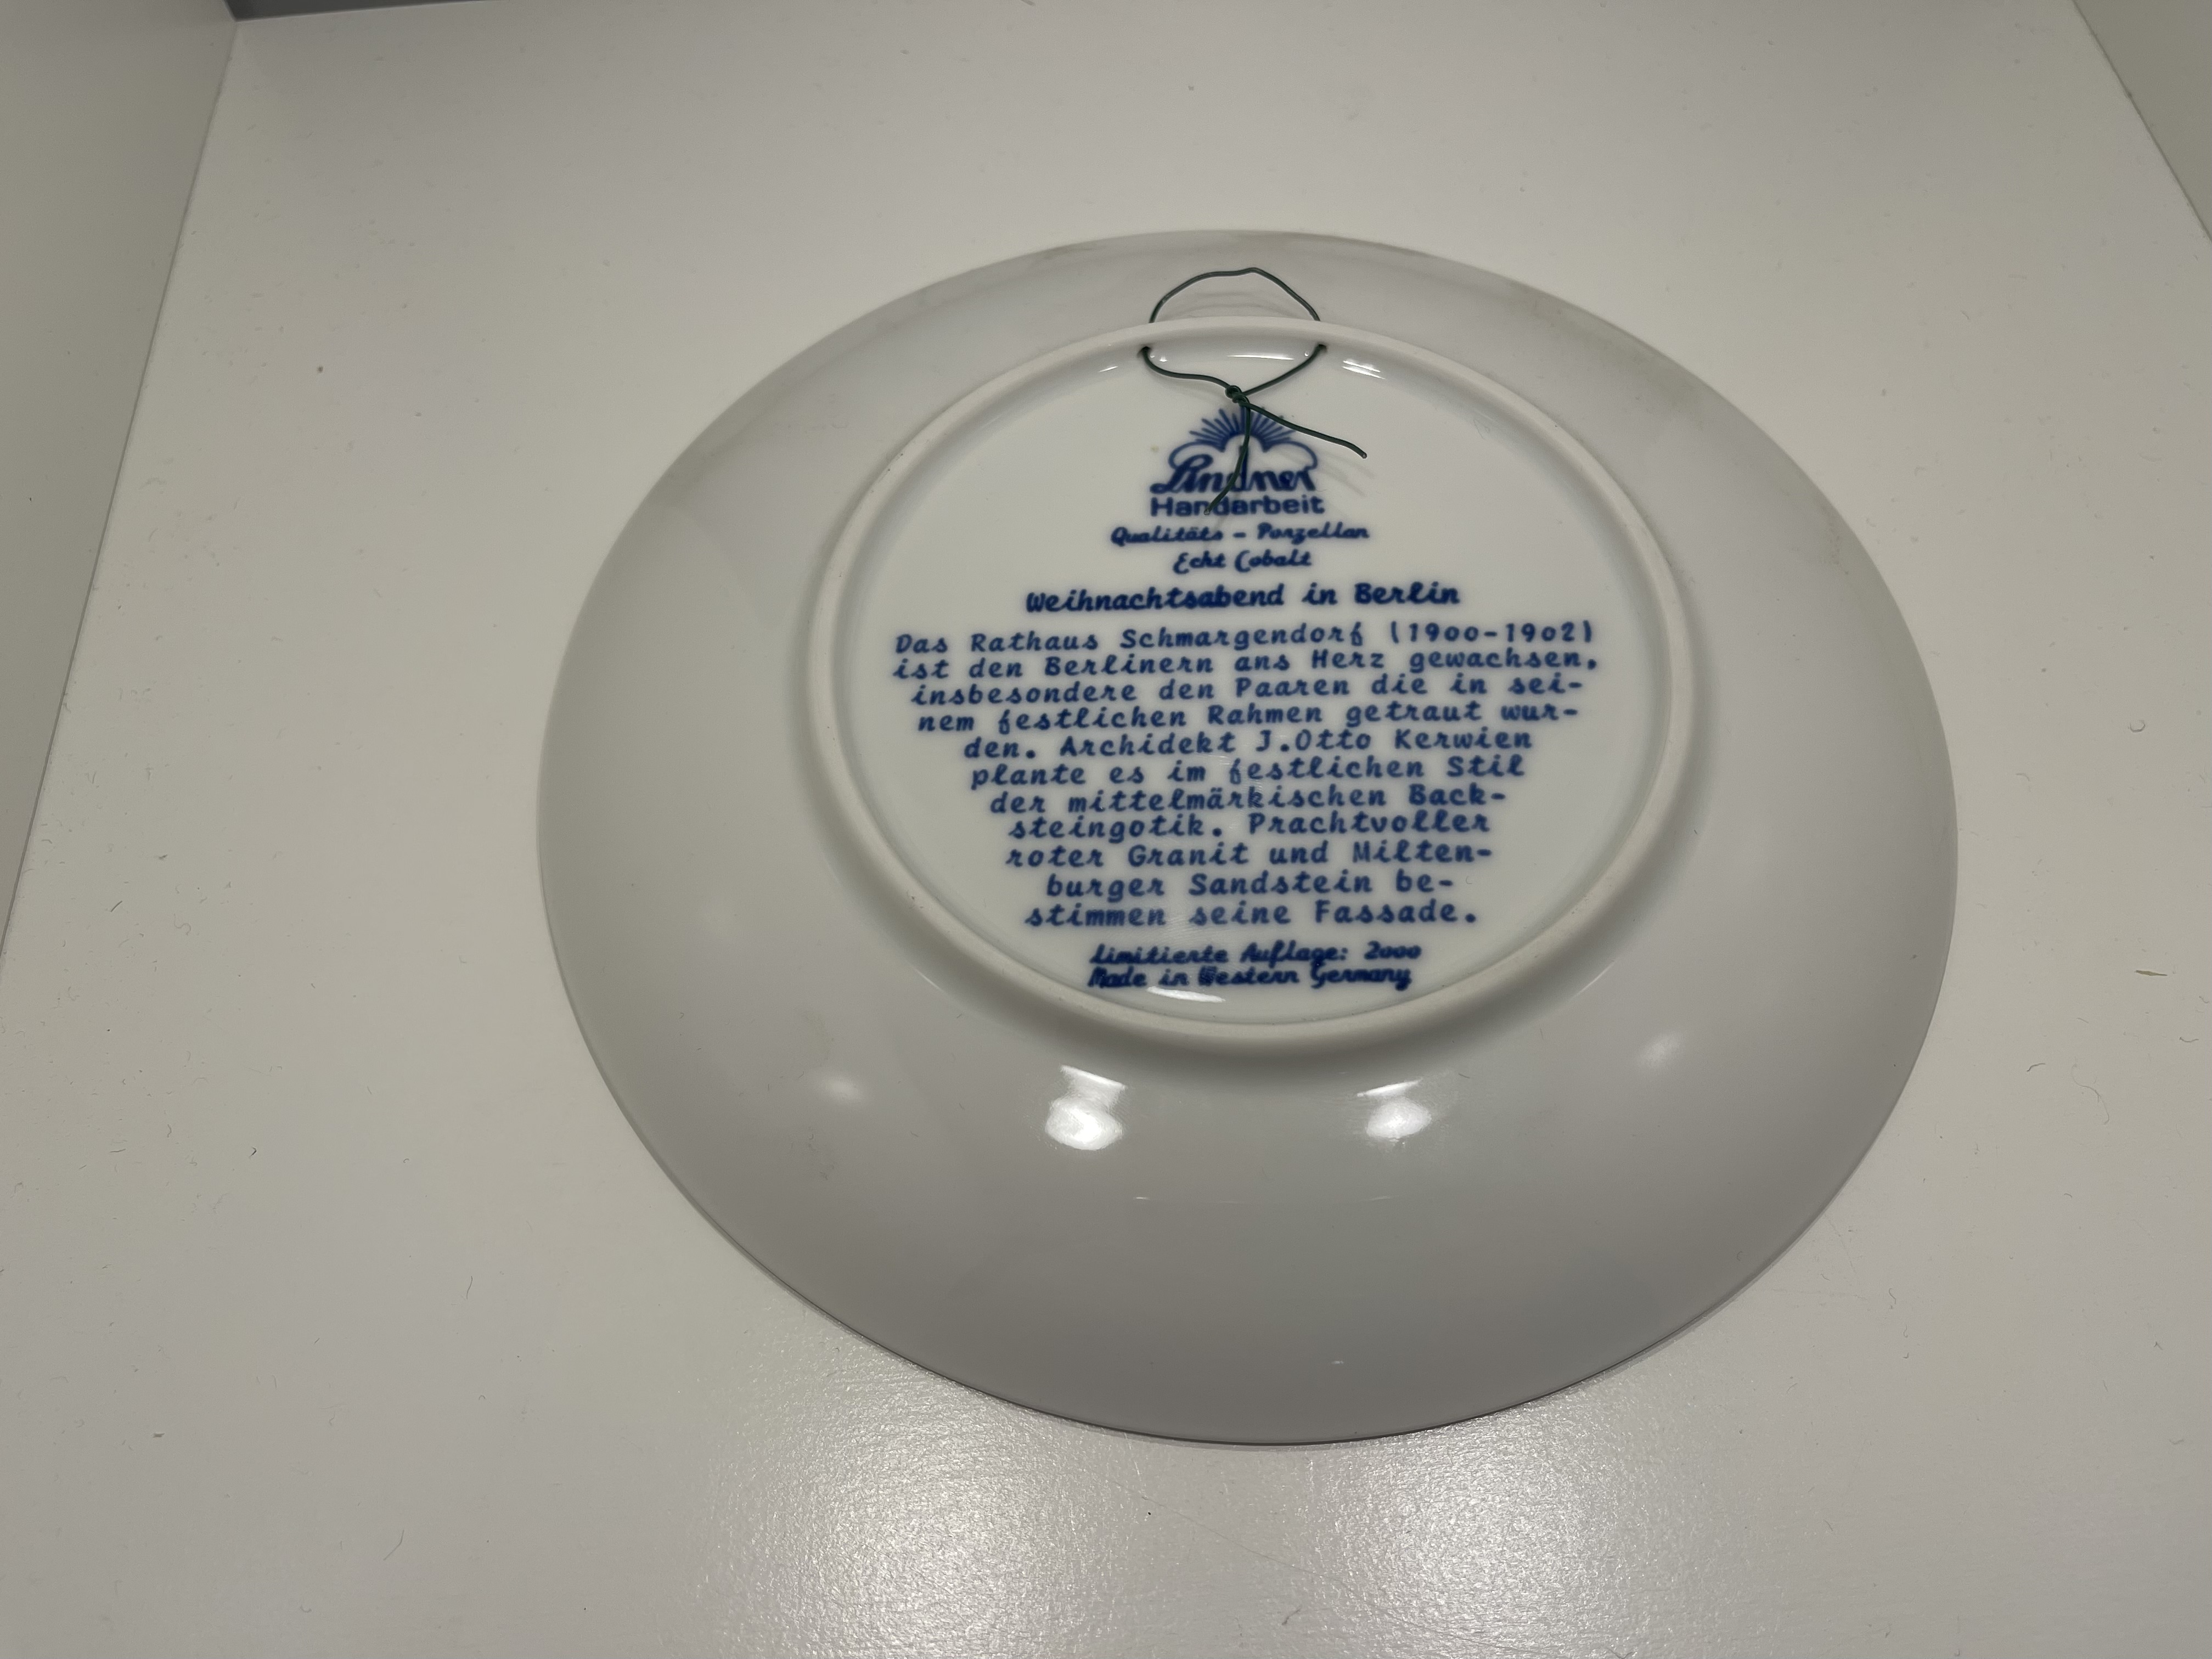 Lindner
Handarbeit
Qualitäts - Porzellan
Echt Cobalt
Weihnachtsabend in Berlin
Das Rathaus Schmargendorf (1900-1902)
ist den Berlinern ans Herz gewachsen,
insbesondere den Paaren die in sei-
nem festlichen Rahmen getraut wur-
den. Archidekt J.Otto Kerwien
plante es im festlichen Stil
der mittelmärkischen Back-
steingotik. Prachtvoller
roter Granit und Milten-
burger Sandstein be-
stimmen seine Fassade.
Limitierte Auflage: 2000
Made in Western Germany